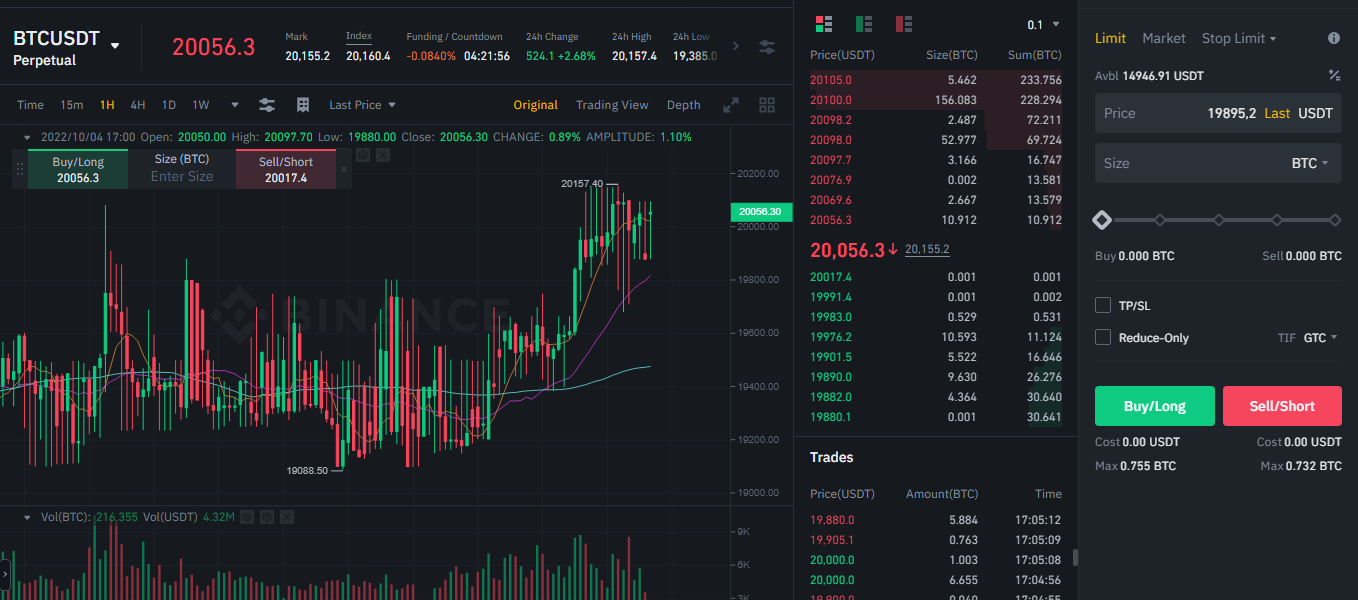 BTCUSDT
Perpetual
20056.3
Mark
20,155.2
Index
20,160.4
Funding / Countdown
-0.0840% 04:21:56
24h Change
524.1 +2.68%
24h High
20,157.4
24h Low
19,385.0
Time 15m 1H 4H 1D 1W Last Price Original Trading View Depth
2022/10/04 17:00 Open: 20050.00 High: 20097.70 Low: 19880.00 Close: 20056.30 CHANGE: 0.89% AMPLITUDE: 1.10%
Buy/Long
20056.3
Size (BTC)
Enter Size
Sell/Short
20017.4
BINANCE
20157.40
19088.50
20200.00
20056.30
20000.00
19800.00
19600.00
19400.00
19200.00
19000.00
Vol(BTC): 216.355 Vol(USDT) 4.32M
9K
6K
3K
0.1
Price(USDT) Size(BTC) Sum(BTC)
20105.0 5.462 233.756
20100.0 156.083 228.294
20098.2 2.487 72.211
20098.0 52.977 69.724
20097.7 3.166 16.747
20076.9 0.002 13.581
20069.6 2.667 13.579
20056.3 10.912 10.912
20,056.3 20,155.2
20017.4 0.001 0.001
19991.4 0.001 0.002
19983.0 0.529 0.531
19976.2 10.593 11.124
19901.5 5.522 16.646
19890.0 9.630 26.276
19882.0 4.364 30.640
19880.1 0.001 30.641
Trades
Price(USDT) Amount(BTC) Time
19,880.0 5.884 17:05:12
19,905.1 0.763 17:05:09
20,000.0 1.003 17:05:08
20,000.0 6.655 17:04:56
Limit Market Stop Limit
Avbl 14946.91 USDT
Price 19895,2 Last USDT
Size BTC
Buy 0.000 BTC Sell 0.000 BTC
TP/SL
Reduce-Only TIF GTC
Buy/Long Sell/Short
Cost 0.00 USDT Cost 0.00 USDT
Max 0.755 BTC Max 0.732 BTC